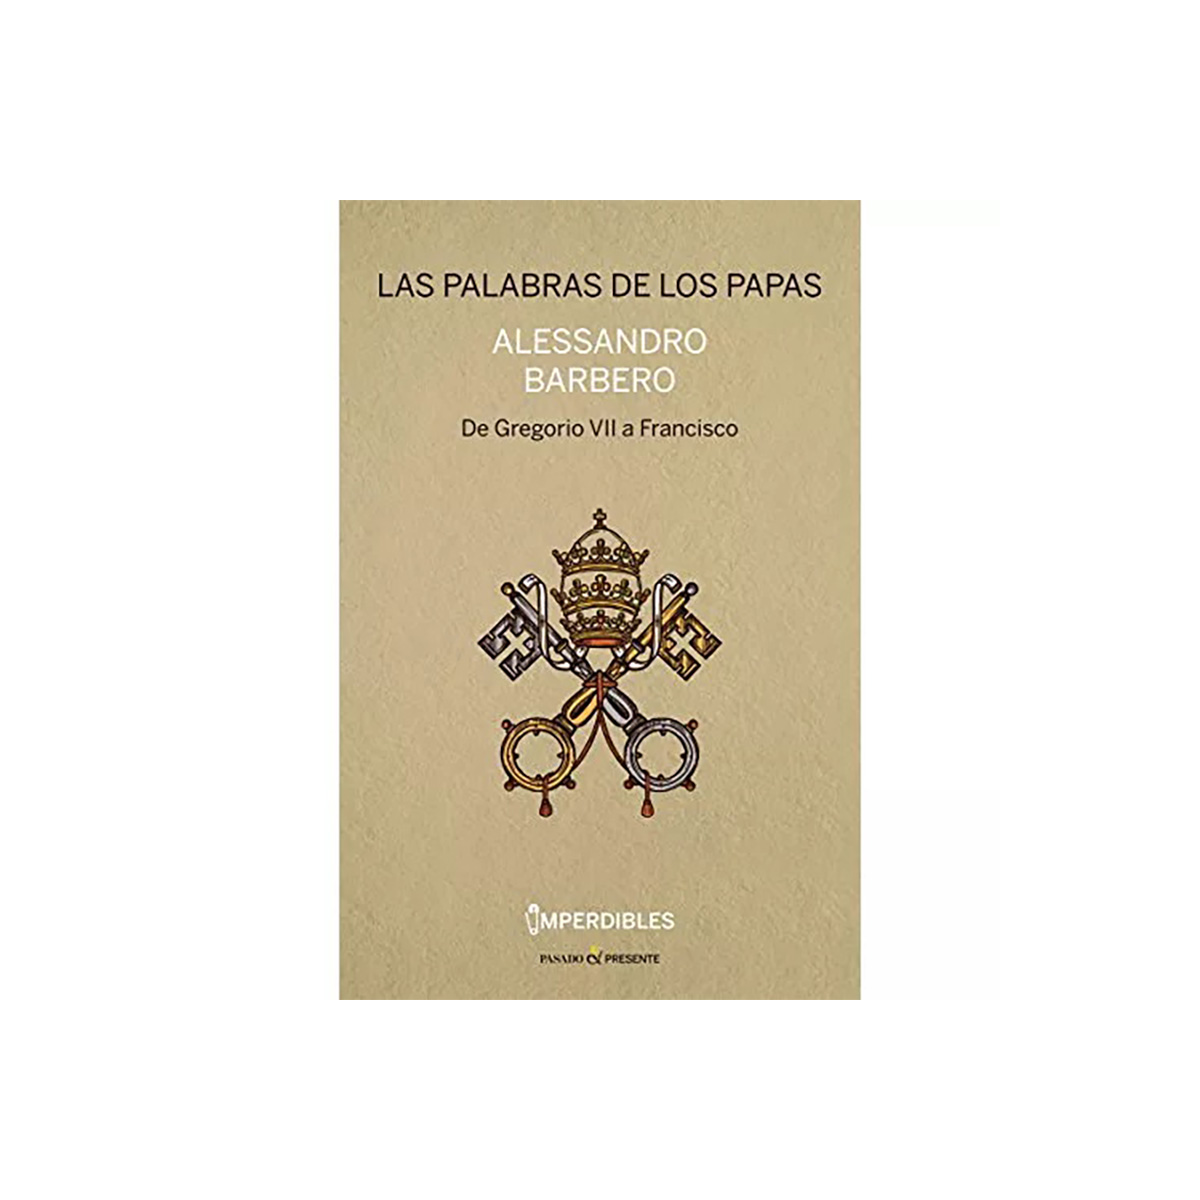 LAS PALABRAS DE LOS PAPAS
ALESSANDRO
BARBERO
De Gregorio VII a Francisco
IMPERDIBLES
PASADO & PRESENTE